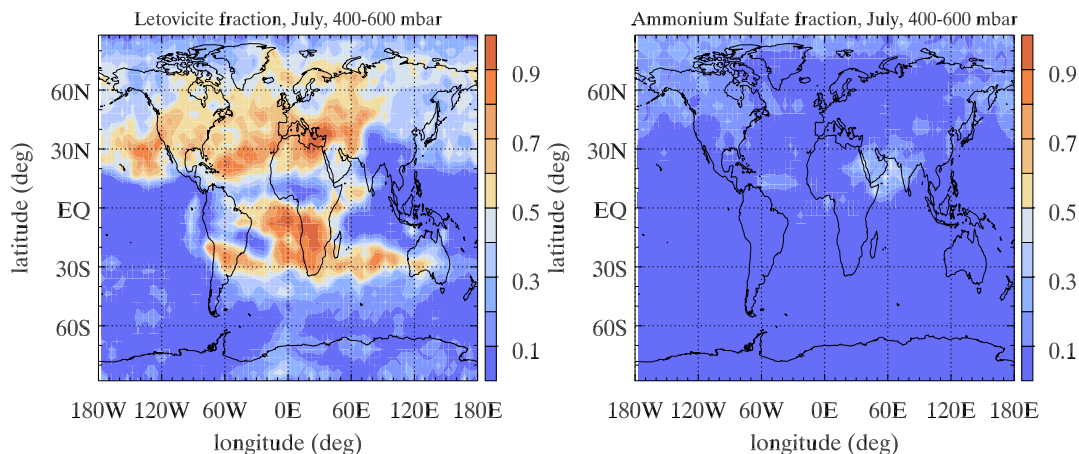 Letovicite fraction, July, 400-600 mbar
latitude (deg)
60N
30N
EQ
30S
60S
180W 120W 60W 0E 60E 120E 180E
longitude (deg)
0.9
0.7
0.5
0.3
0.1
Ammonium Sulfate fraction, July, 400-600 mbar
latitude (deg)
60N
30N
EQ
30S
60S
180W 120W 60W 0E 60E 120E 180E
longitude (deg)
0.9
0.7
0.5
0.3
0.1